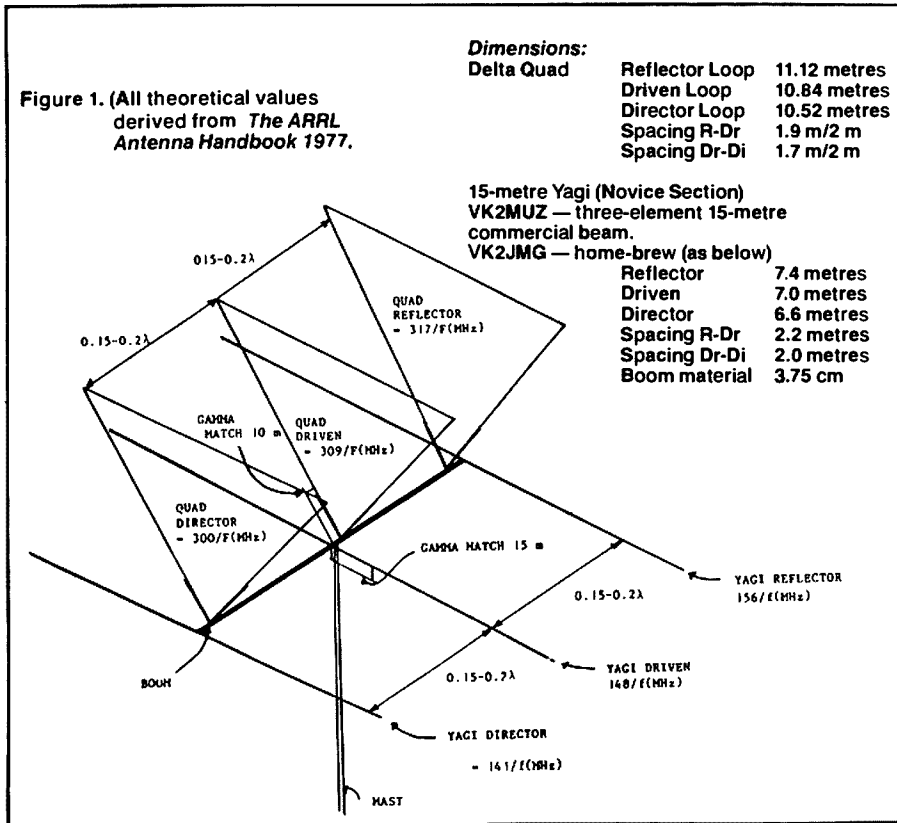 Figure 1. (All theoretical values
derived from The ARRL
Antenna Handbook 1977.
Dimensions:
Delta Quad
Reflector Loop 11.12 metres
Driven Loop 10.84 metres
Director Loop 10.52 metres
Spacing R-Dr 1.9 m/2 m
Spacing Dr-Di 1.7 m/2 m
15-metre Yagi (Novice Section)
VK2MUZ — three-element 15-metre
commercial beam.
VK2JMG — home-brew (as below)
Reflector 7.4 metres
Driven 7.0 metres
Director 6.6 metres
Spacing R-Dr 2.2 metres
Spacing Dr-Di 2.0 metres
Boom material 3.75 cm
015-0.2λ
0.15-0.2λ
QUAD
REFLECTOR
= 317/F(MHz)
GAMMA
MATCH 10 m
QUAD
DRIVEN
= 309/F(MHz)
QUAD
DIRECTOR
= 300/F(MHz)
GAMMA MATCH 15 m
0.15-0.2λ
YAGI REFLECTOR
156/f(MHz)
0.15-0.2λ
YAGI DRIVEN
148/f(MHz)
BOOM
YAGI DIRECTOR
= 141/f(MHz)
MAST